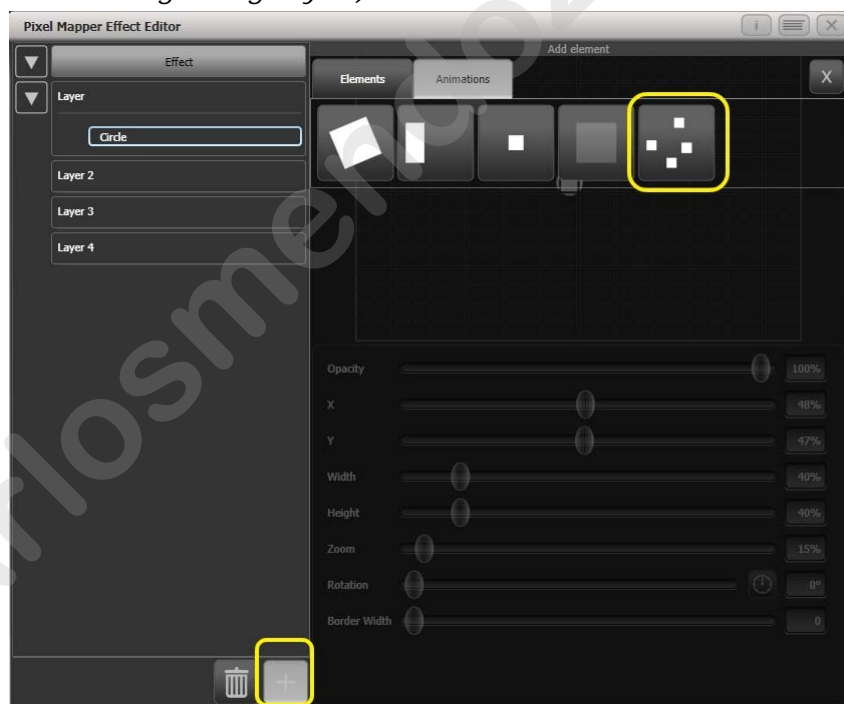 Pixel Mapper Effect Editor
i
X
Effect
Add element
Elements
Animations
X
Layer
Circle
Layer 2
Layer 3
Layer 4
Opacity 100%
X 48%
Y 47%
Width 40%
Height 40%
Zoom 15%
Rotation 0°
Border Width 0
+
rlosmendoz